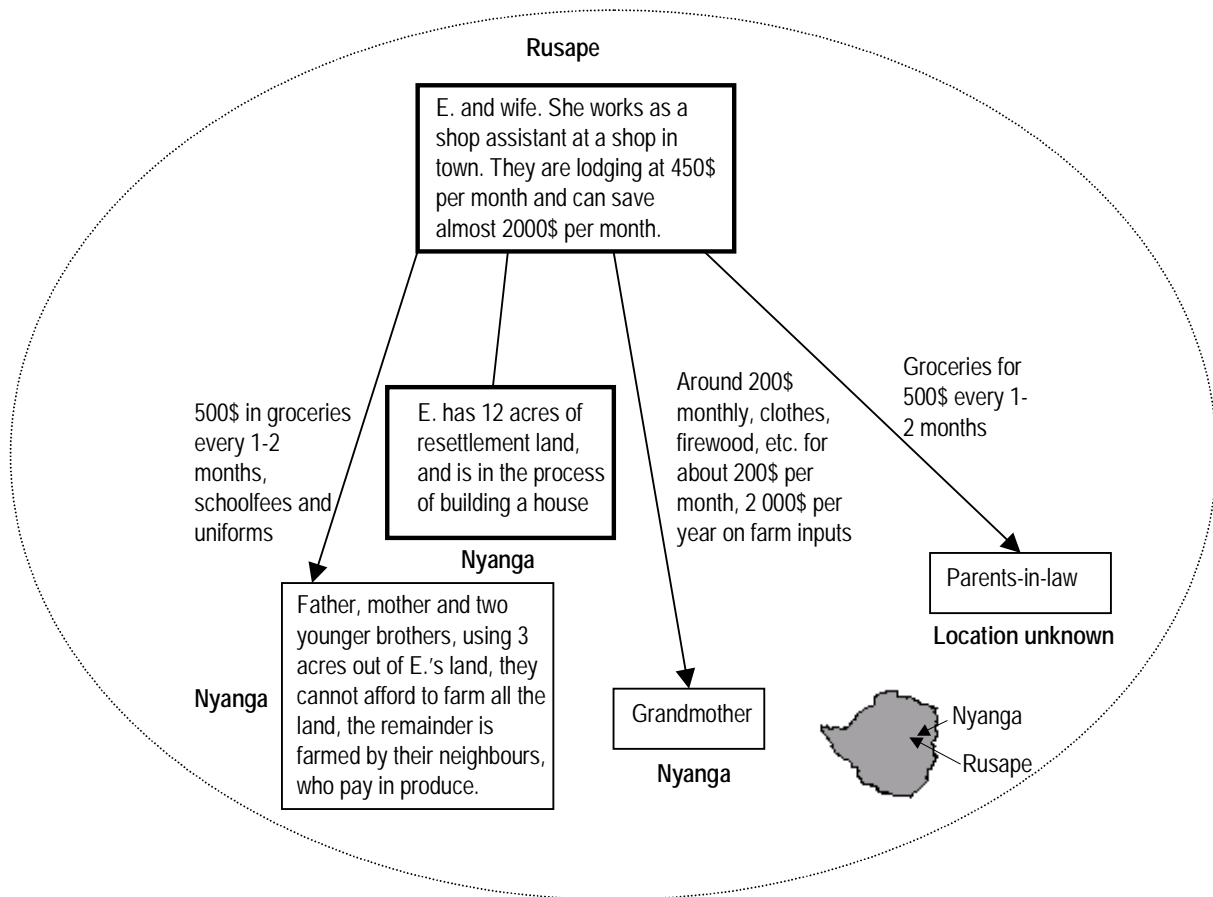 Rusape
E. and wife. She works as a
shop assistant at a shop in
town. They are lodging at 450$
per month and can save
almost 2000$ per month.
500$ in groceries
every 1-2
months,
schoolfees and
uniforms
E. has 12 acres of
resettlement land,
and is in the process
of building a house
Nyanga
Around 200$
monthly, clothes,
firewood, etc. for
about 200$ per
month, 2 000$ per
year on farm inputs
Groceries for
500$ every 1-
2 months
Parents-in-law
Location unknown
Nyanga
Father, mother and two
younger brothers, using 3
acres out of E.'s land, they
cannot afford to farm all the
land, the remainder is
farmed by their neighbours,
who pay in produce.
Grandmother
Nyanga
Nyanga
Rusape